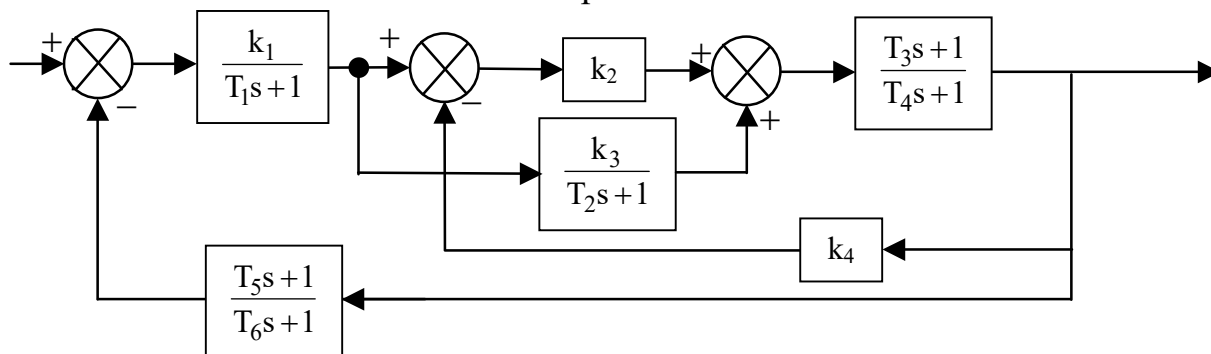 p
+
k₁
T₁s+1
+
k₂
+
T₃s+1
T₄s+1
−
−
+
k₃
T₂s+1
k₄
T₅s+1
T₆s+1